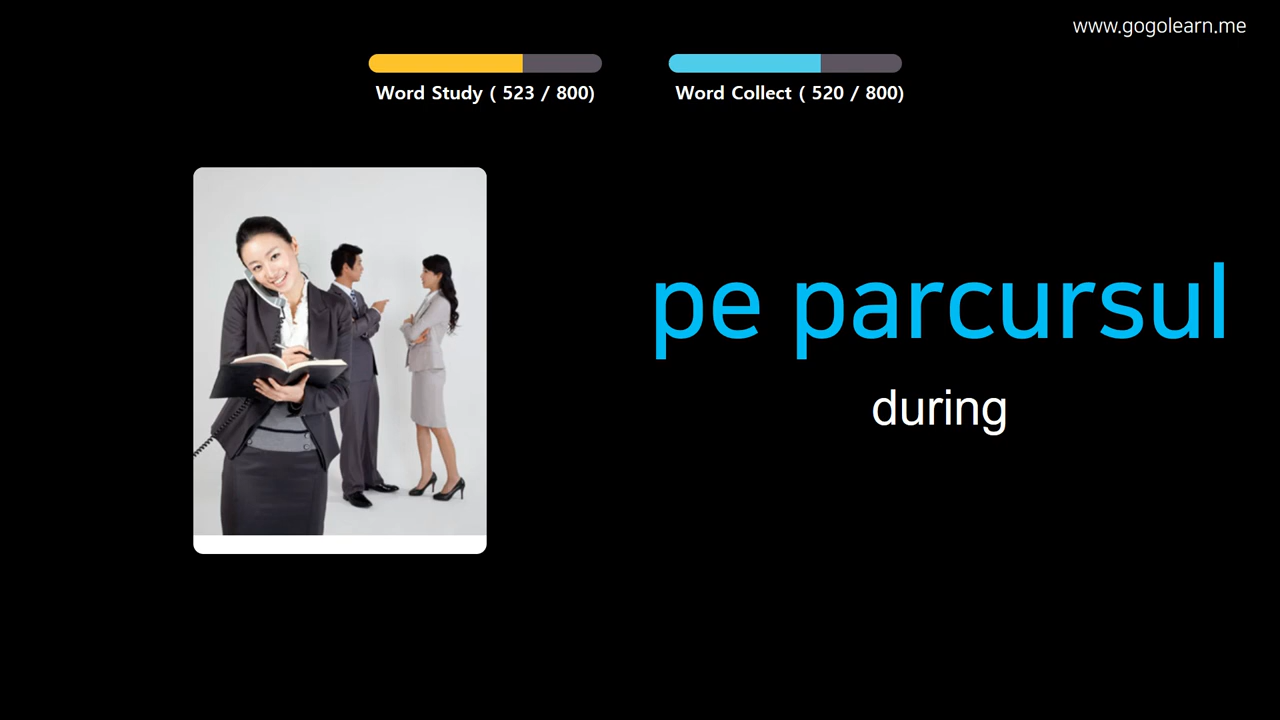 www.gogolearn.me
Word Study ( 523 / 800)
Word Collect ( 520 / 800)
pe parcursul
during